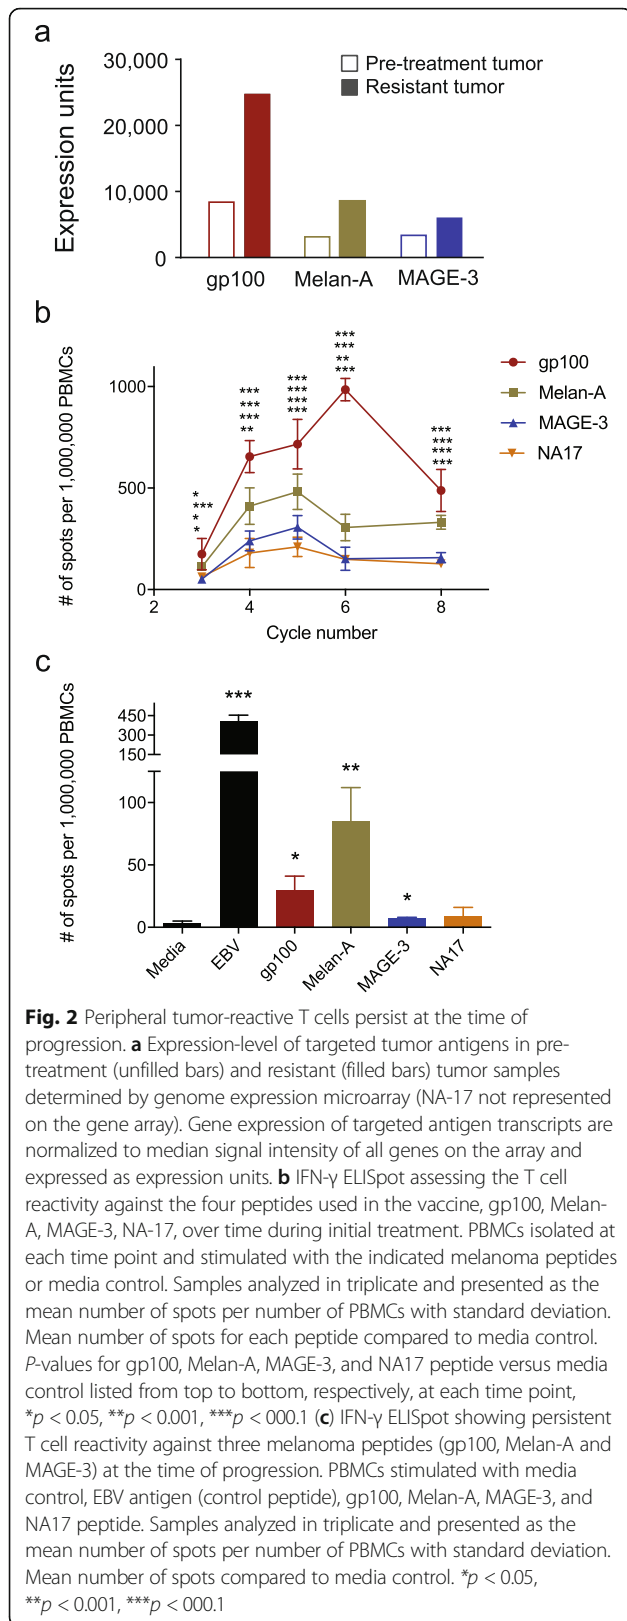 a
30,000
20,000
10,000
0
Expression units
Pre-treatment tumor
Resistant tumor
gp100 Melan-A MAGE-3
b
# of spots per 1,000,000 PBMCs
1000
500
0
*
***
*
*
***
***
***
**
***
***
***
***
***
***
**
***
***
***
***
***
gp100
Melan-A
MAGE-3
NA17
2 4 6 8
Cycle number
c
# of spots per 1,000,000 PBMCs
450
300
150
100
50
0
***
*
**
*
Media EBV gp100 Melan-A MAGE-3 NA17
Fig. 2 Peripheral tumor-reactive T cells persist at the time of
progression. a Expression-level of targeted tumor antigens in pre-
treatment (unfilled bars) and resistant (filled bars) tumor samples
determined by genome expression microarray (NA-17 not represented
on the gene array). Gene expression of targeted antigen transcripts are
normalized to median signal intensity of all genes on the array and
expressed as expression units. b IFN-γ ELISpot assessing the T cell
reactivity against the four peptides used in the vaccine, gp100, Melan-
A, MAGE-3, NA-17, over time during initial treatment. PBMCs isolated at
each time point and stimulated with the indicated melanoma peptides
or media control. Samples analyzed in triplicate and presented as the
mean number of spots per number of PBMCs with standard deviation.
Mean number of spots for each peptide compared to media control.
P-values for gp100, Melan-A, MAGE-3, and NA17 peptide versus media
control listed from top to bottom, respectively, at each time point,
*p < 0.05, **p < 0.001, ***p < 000.1 (c) IFN-γ ELISpot showing persistent
T cell reactivity against three melanoma peptides (gp100, Melan-A and
MAGE-3) at the time of progression. PBMCs stimulated with media
control, EBV antigen (control peptide), gp100, Melan-A, MAGE-3, and
NA17 peptide. Samples analyzed in triplicate and presented as the
mean number of spots per number of PBMCs with standard deviation.
Mean number of spots compared to media control. *p < 0.05,
**p < 0.001, ***p < 000.1